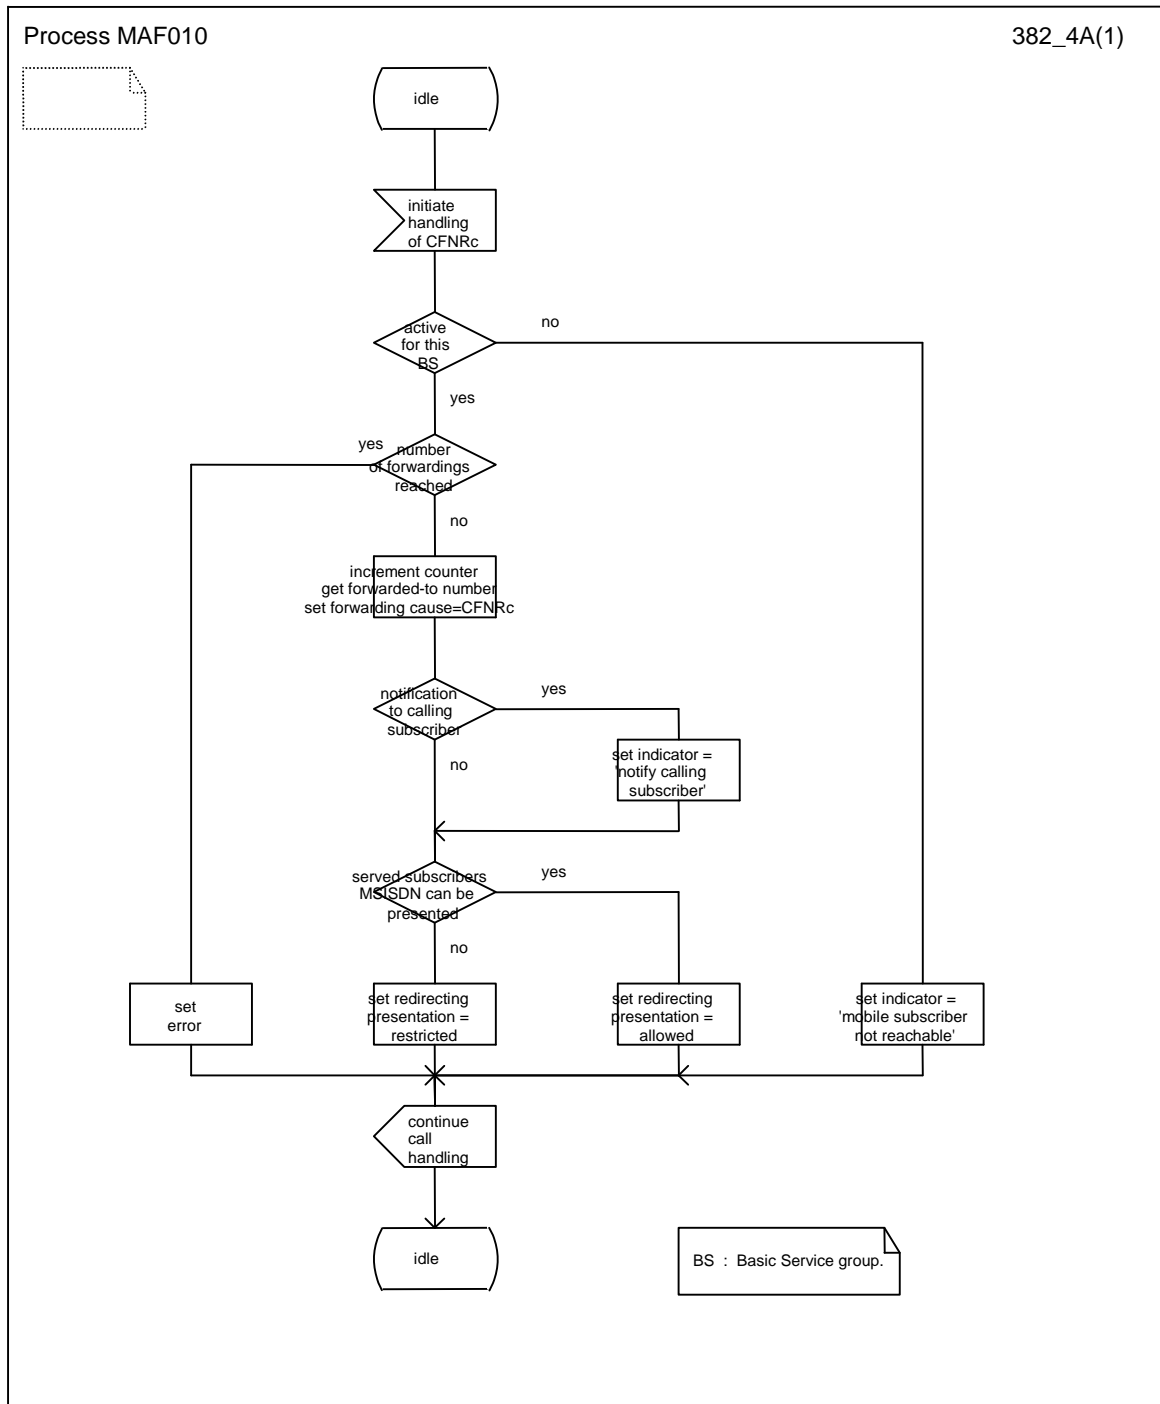 Process MAF010
382_4A(1)
idle
initiate
handling
of CFNRc
active
for this
BS
no
yes
yes
number
of forwardings
reached
no
increment counter
get forwarded-to number
set forwarding cause=CFNRc
notification
to calling
subscriber
yes
no
set indicator =
'notify calling
subscriber'
served subscribers
MSISDN can be
presented
yes
no
set
error
set redirecting
presentation =
restricted
set redirecting
presentation =
allowed
set indicator =
'mobile subscriber
not reachable'
continue
call
handling
idle
BS : Basic Service group.